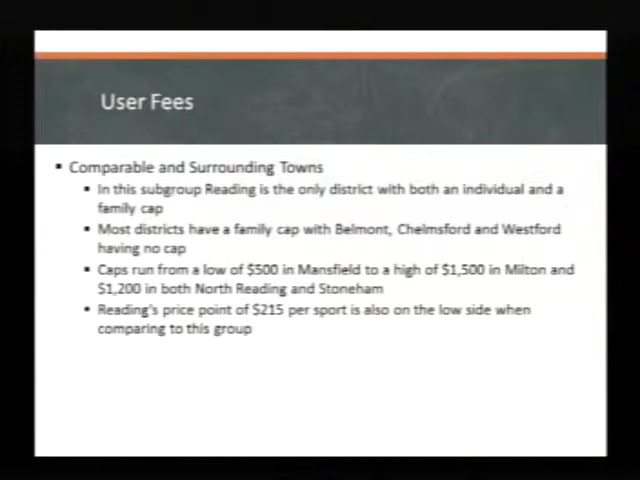 User Fees
▪ Comparable and Surrounding Towns
▪ In this subgroup Reading is the only district with both an individual and a
family cap
▪ Most districts have a family cap with Belmont, Chelmsford and Westford
having no cap
▪ Caps run from a low of $500 in Mansfield to a high of $1,500 in Milton and
$1,200 in both North Reading and Stoneham
▪ Reading's price point of $215 per sport is also on the low side when
comparing to this group